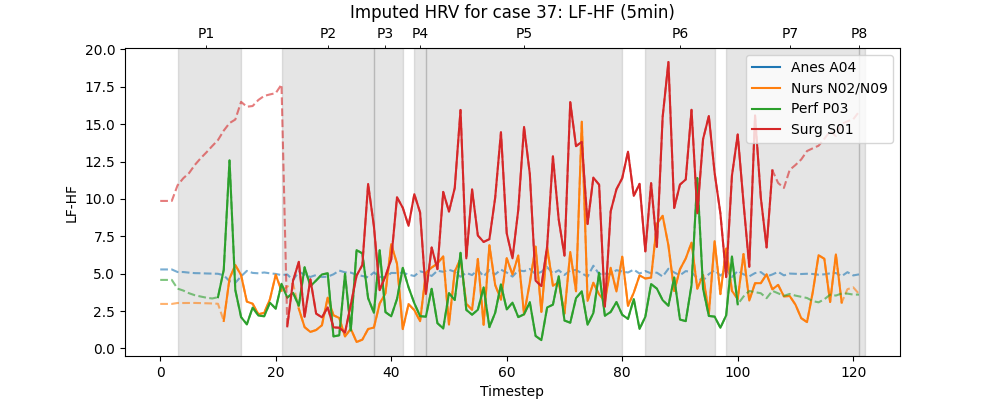 Imputed HRV for case 37: LF-HF (5min)
P1 P2 P3 P4 P5 P6 P7 P8
20.0
17.5
15.0
12.5
10.0
7.5
5.0
2.5
0.0
LF-HF
Anes A04
Nurs N02/N09
Perf P03
Surg S01
0 20 40 60 80 100 120
Timestep